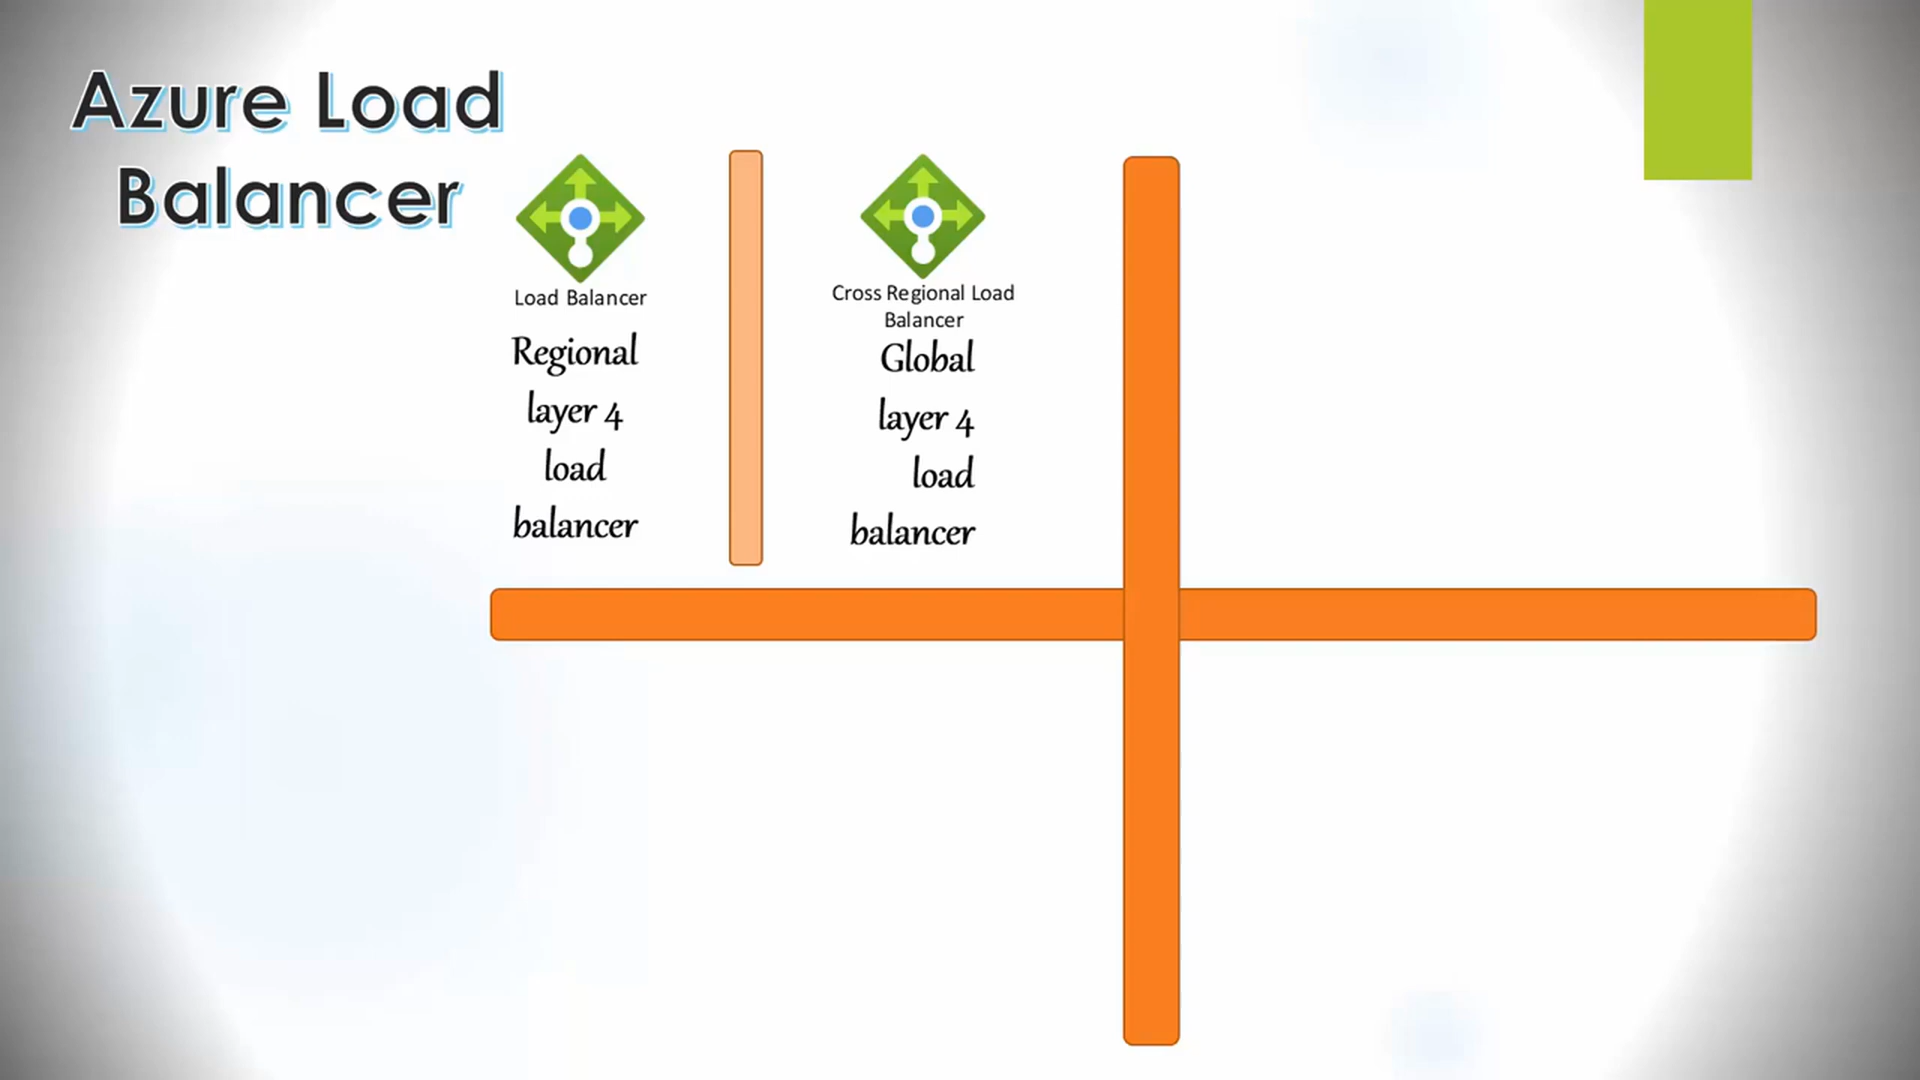 Azure Load
Balancer
Load Balancer
Regional
layer 4
load
balancer
Cross Regional Load
Balancer
Global
layer 4
load
balancer